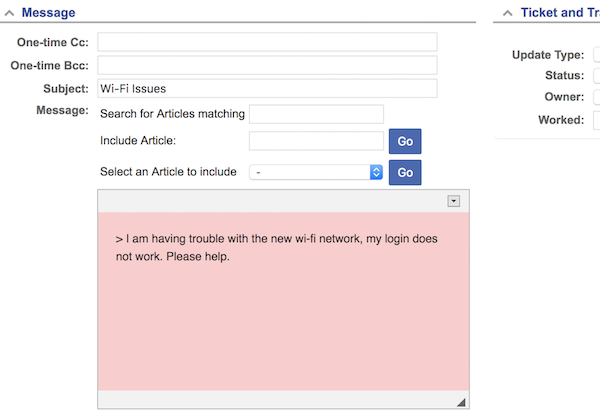 Message
One-time Cc:
One-time Bcc:
Subject: Wi-Fi Issues
Message: Search for Articles matching
Include Article: Go
Select an Article to include - Go
> I am having trouble with the new wi-fi network, my login does
not work. Please help.
Ticket and
Update Type:
Status:
Owner:
Worked: